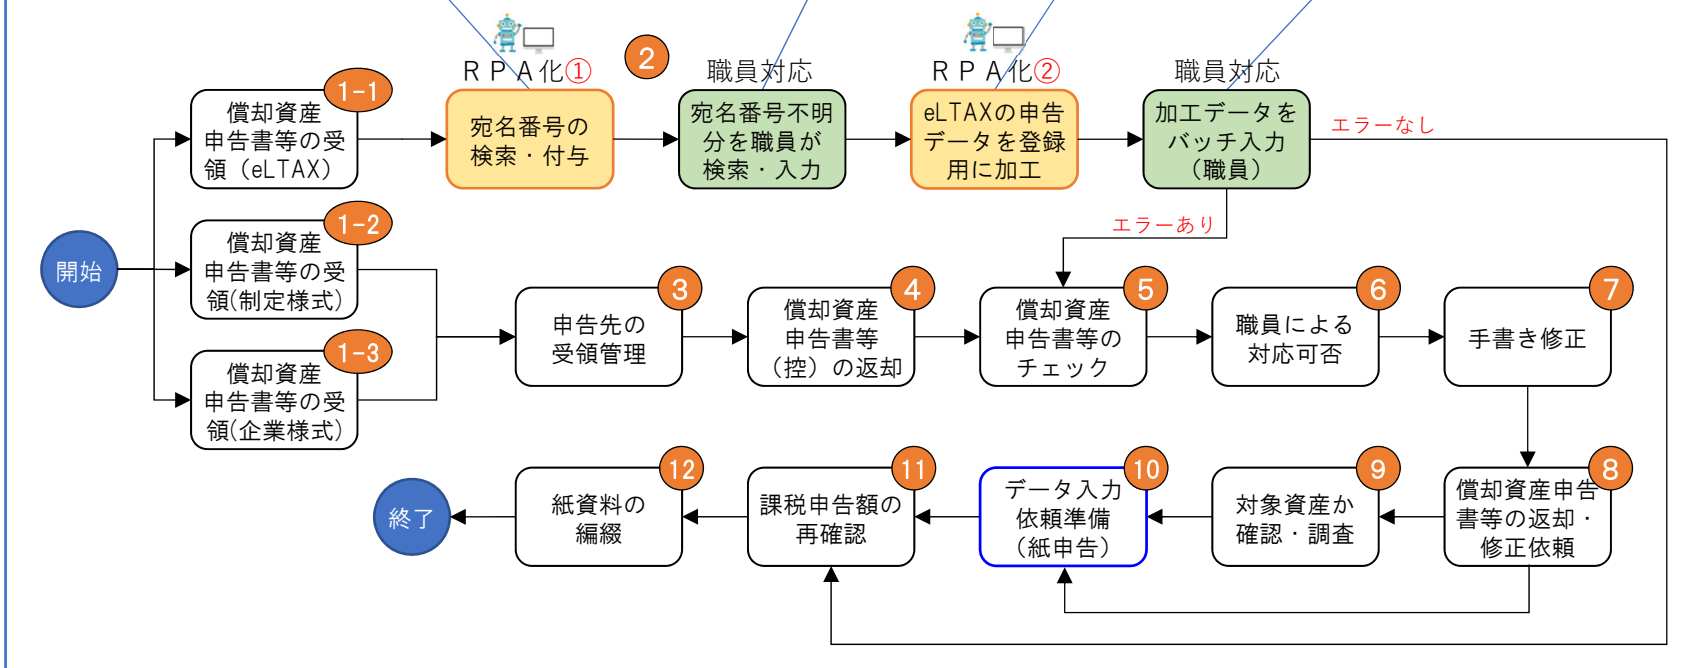 ＲＰＡ化①
②
職員対応
ＲＰＡ化②
職員対応
1-1
償却資産
申告書等の受
領（eLTAX）
宛名番号の
検索・付与
宛名番号不明
分を職員が
検索・入力
eLTAXの申告
データを登録
用に加工
加工データを
バッチ入力
（職員）
エラーなし
エラーあり
開始
1-2
償却資産
申告書等の受
領(制定様式)
1-3
償却資産
申告書等の受
領(企業様式)
3
申告先の
受領管理
4
償却資産
申告書等
（控）の返却
5
償却資産
申告書等の
チェック
6
職員による
対応可否
7
手書き修正
8
償却資産申告
書等の返却・
修正依頼
9
対象資産か
確認・調査
10
データ入力
依頼準備
（紙申告）
11
課税申告額の
再確認
12
紙資料の
編綴
終了